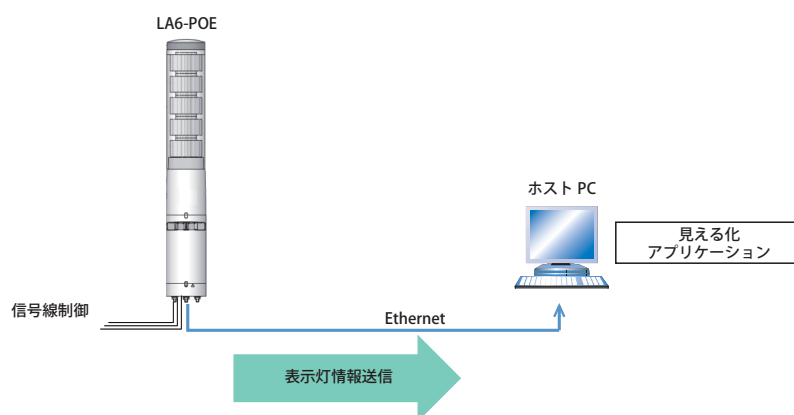 LA6-POE
ホスト PC
見える化
アプリケーション
信号線制御
Ethernet
表示灯情報送信